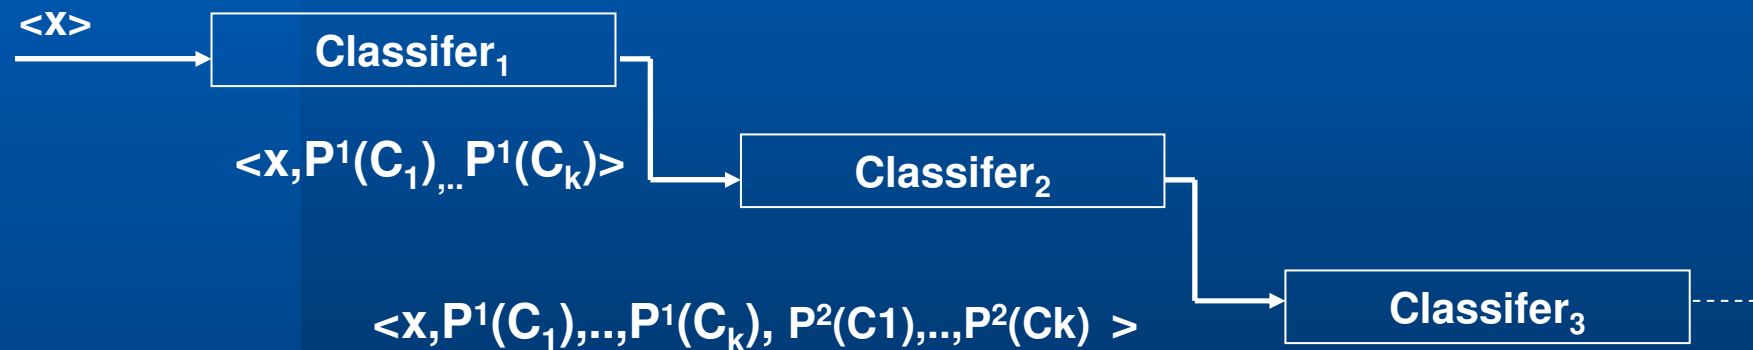 <x>
Classifer₁
<x,P¹(C₁),..P¹(Cₖ)>
Classifer₂
<x,P¹(C₁),..,P¹(Cₖ), P²(C1),..,P²(Ck) >
Classifer₃